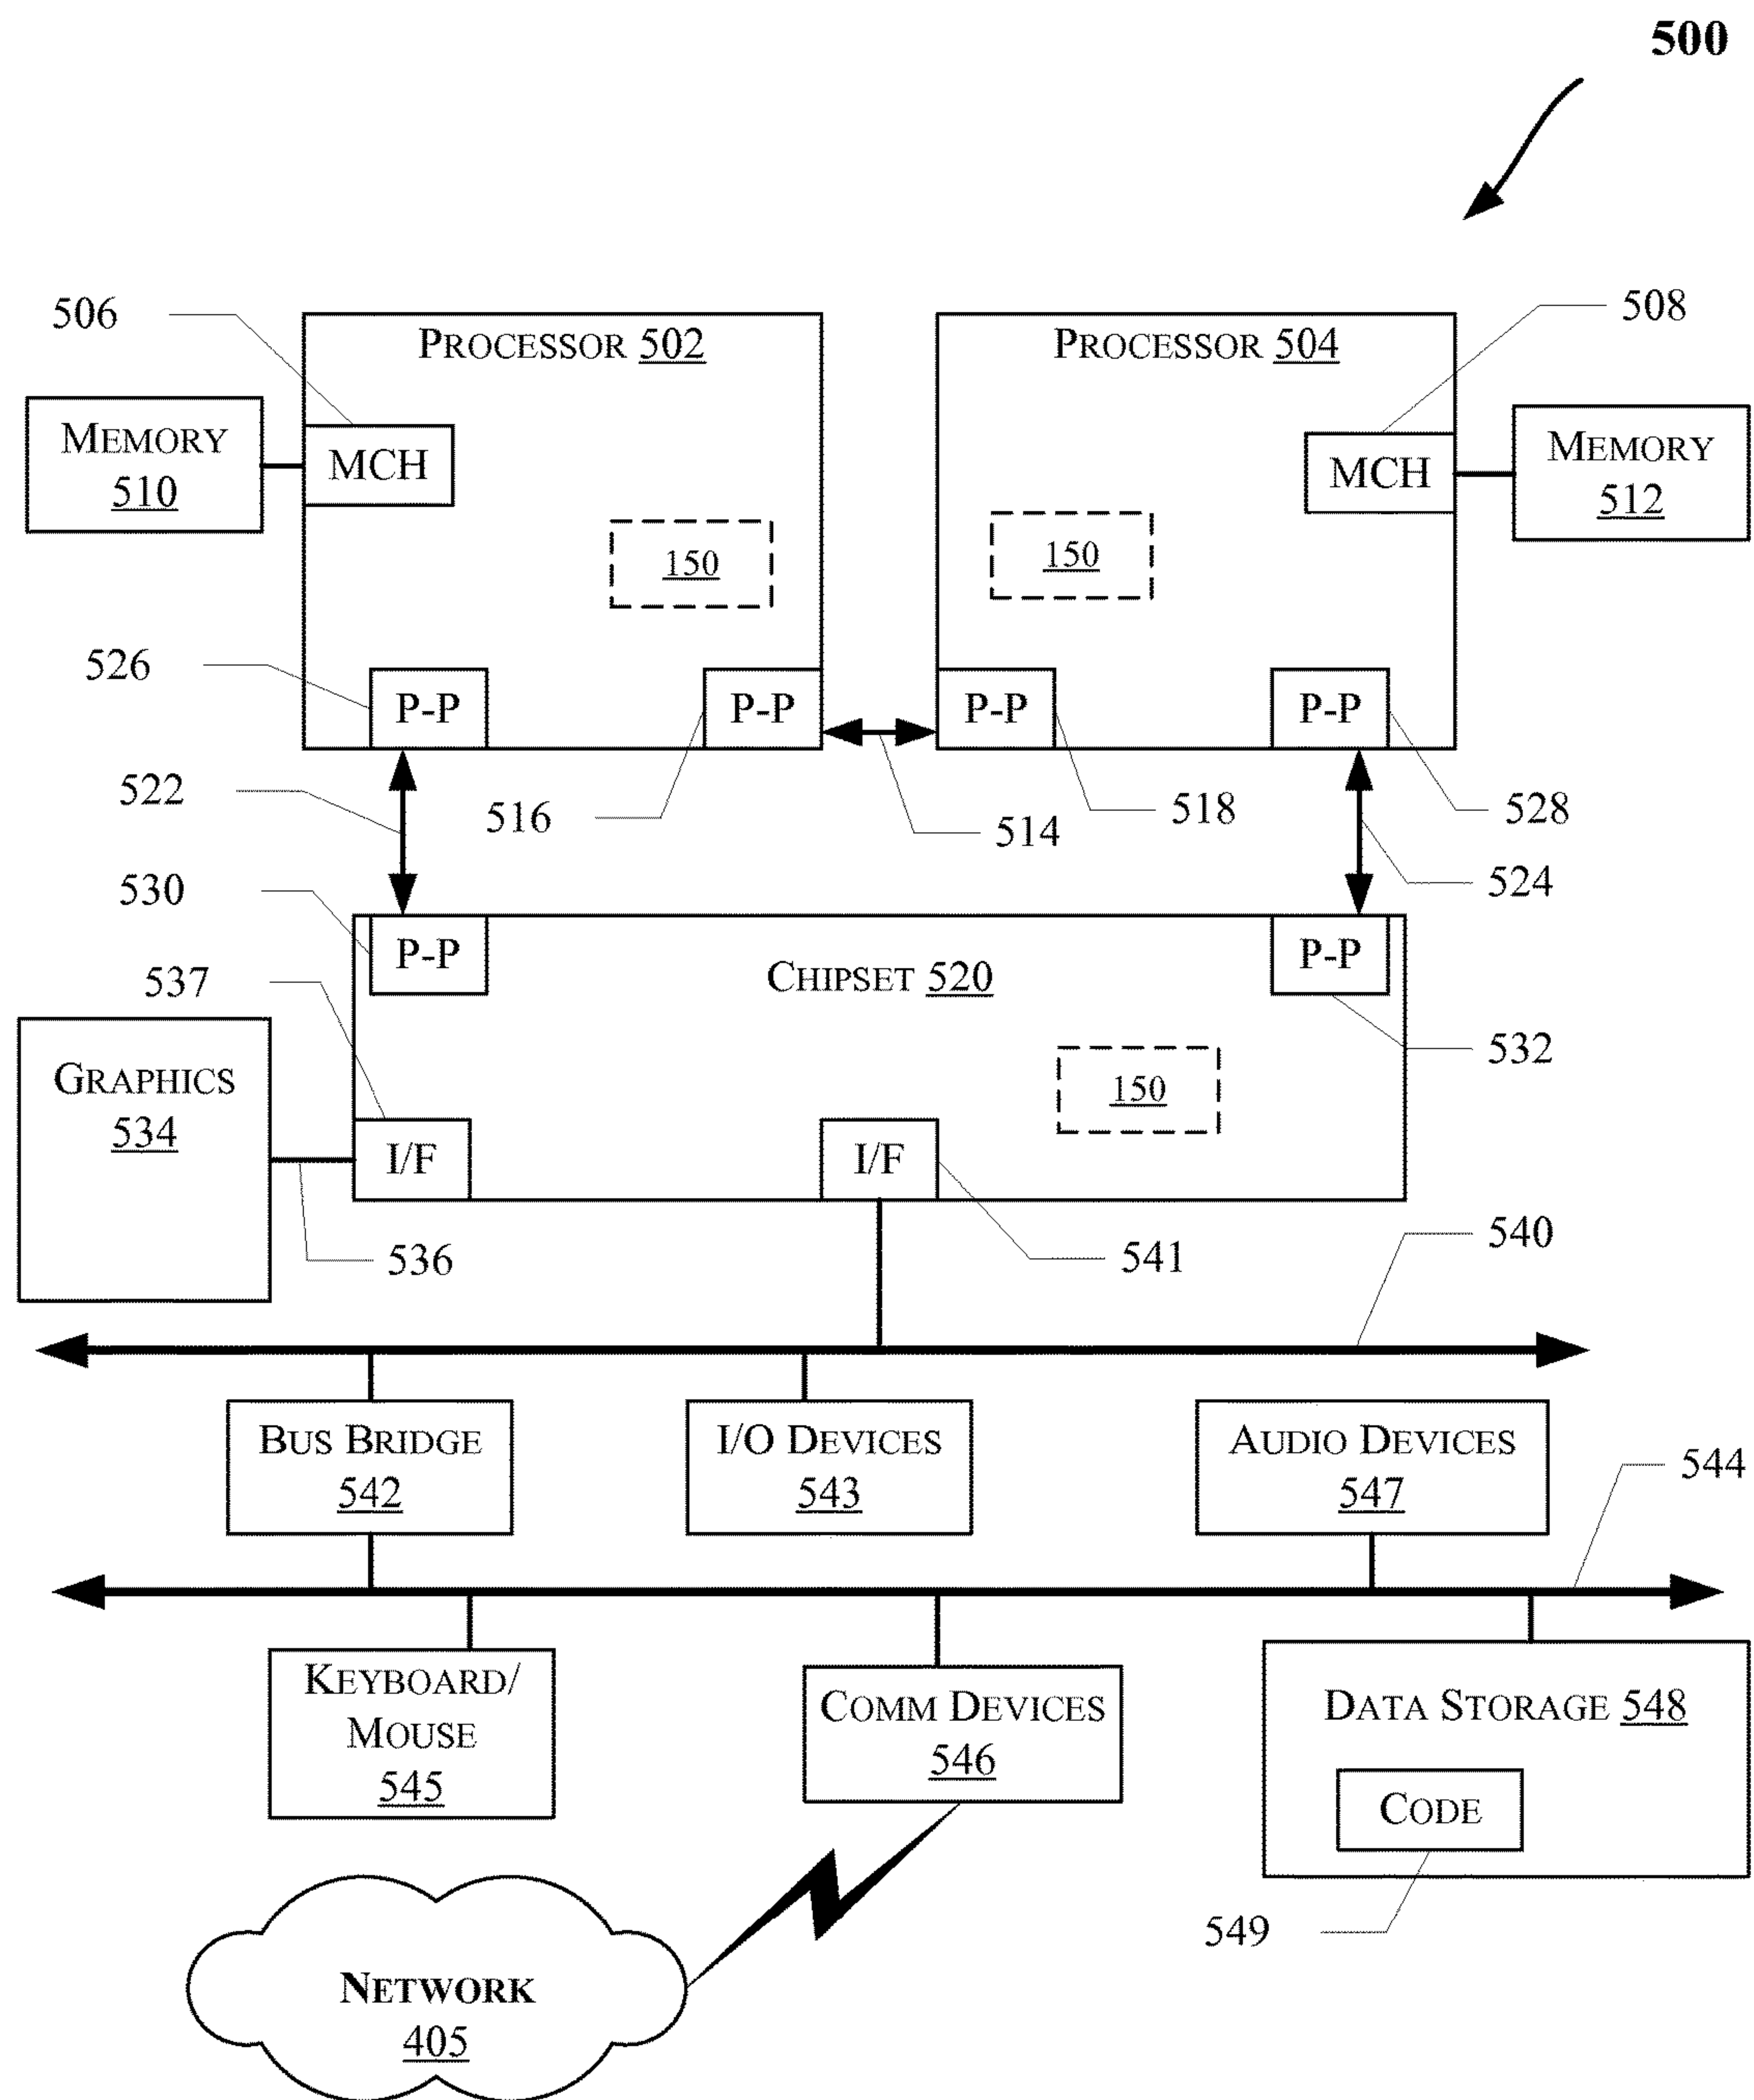 500
506
PROCESSOR 502
PROCESSOR 504
508
MEMORY
510
MCH
MCH
MEMORY
512
150
150
526
P-P
P-P
P-P
P-P
522
516
514
518
528
524
530
P-P
CHIPSET 520
P-P
537
532
GRAPHICS
534
150
I/F
I/F
536
541
540
BUS BRIDGE
542
I/O DEVICES
543
AUDIO DEVICES
547
544
KEYBOARD/
MOUSE
545
COMM DEVICES
546
DATA STORAGE 548
CODE
549
NETWORK
405